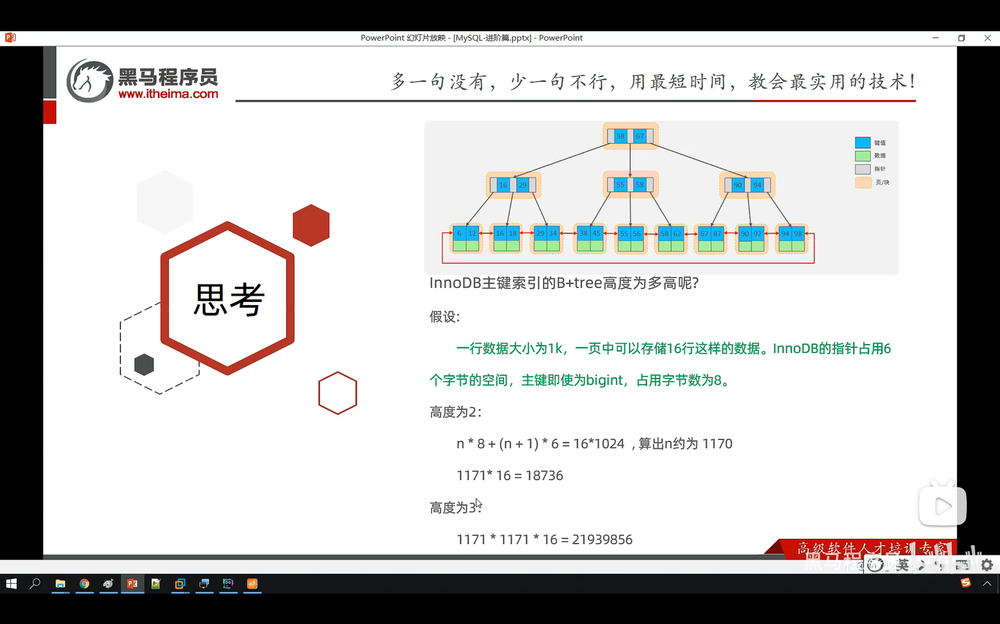 PowerPoint 幻灯片放映 - [MySQL-进阶篇.pptx] - PowerPoint
黑马程序员
www.itheima.com
多一句没有，少一句不行，用最短时间，教会最实用的技术！
38 67
键值
数据
指针
页/块
16 29
55 58
90 94
6 12
16 18
29 34
38 45
55 56
58 62
67 87
90 92
94 98
思考
InnoDB主键索引的B+tree高度为多高呢?
假设:
一行数据大小为1k，一页中可以存储16行这样的数据。InnoDB的指针占用6
个字节的空间，主键即使为bigint，占用字节数为8。
高度为2：
n * 8 + (n + 1) * 6 = 16*1024 , 算出n约为 1170
1171* 16 = 18736
高度为3：
1171 * 1171 * 16 = 21939856
高级软件人才培训专家
英